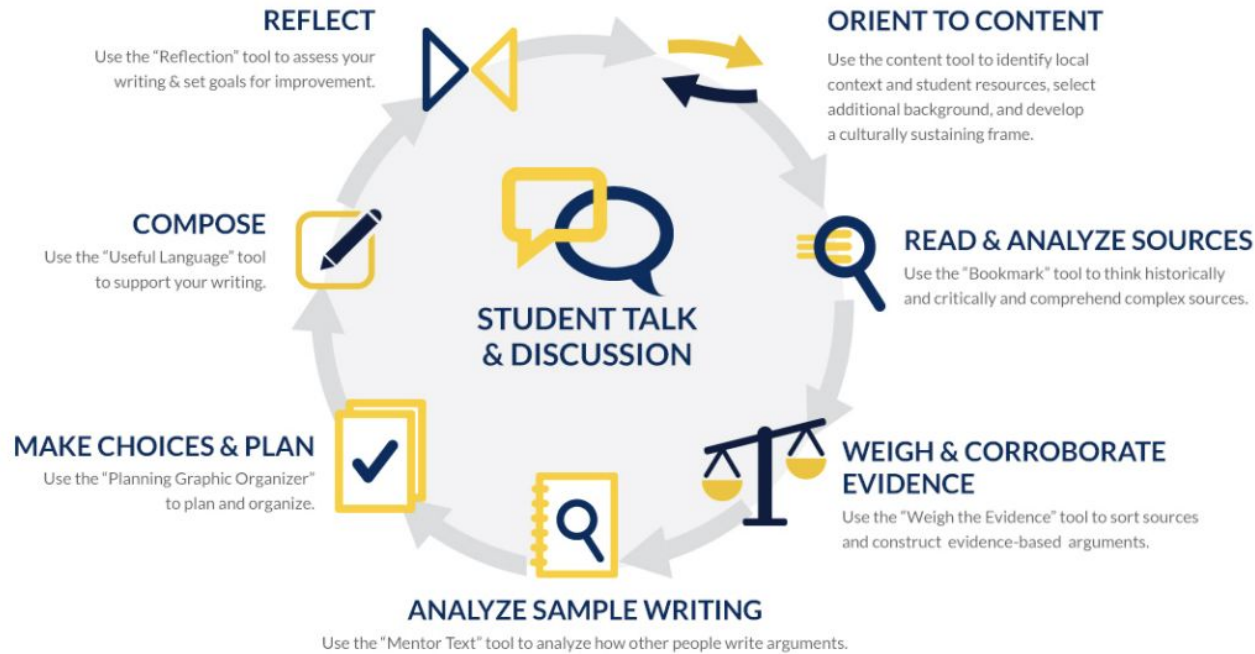 REFLECT
Use the “Reflection” tool to assess your
writing & set goals for improvement.
ORIENT TO CONTENT
Use the content tool to identify local
context and student resources, select
additional background, and develop
a culturally sustaining frame.
COMPOSE
Use the “Useful Language” tool
to support your writing.
STUDENT TALK
& DISCUSSION
READ & ANALYZE SOURCES
Use the “Bookmark” tool to think historically
and critically and comprehend complex sources.
MAKE CHOICES & PLAN
Use the “Planning Graphic Organizer”
to plan and organize.
WEIGH & CORROBORATE
EVIDENCE
Use the “Weigh the Evidence” tool to sort sources
and construct evidence-based arguments.
ANALYZE SAMPLE WRITING
Use the “Mentor Text” tool to analyze how other people write arguments.